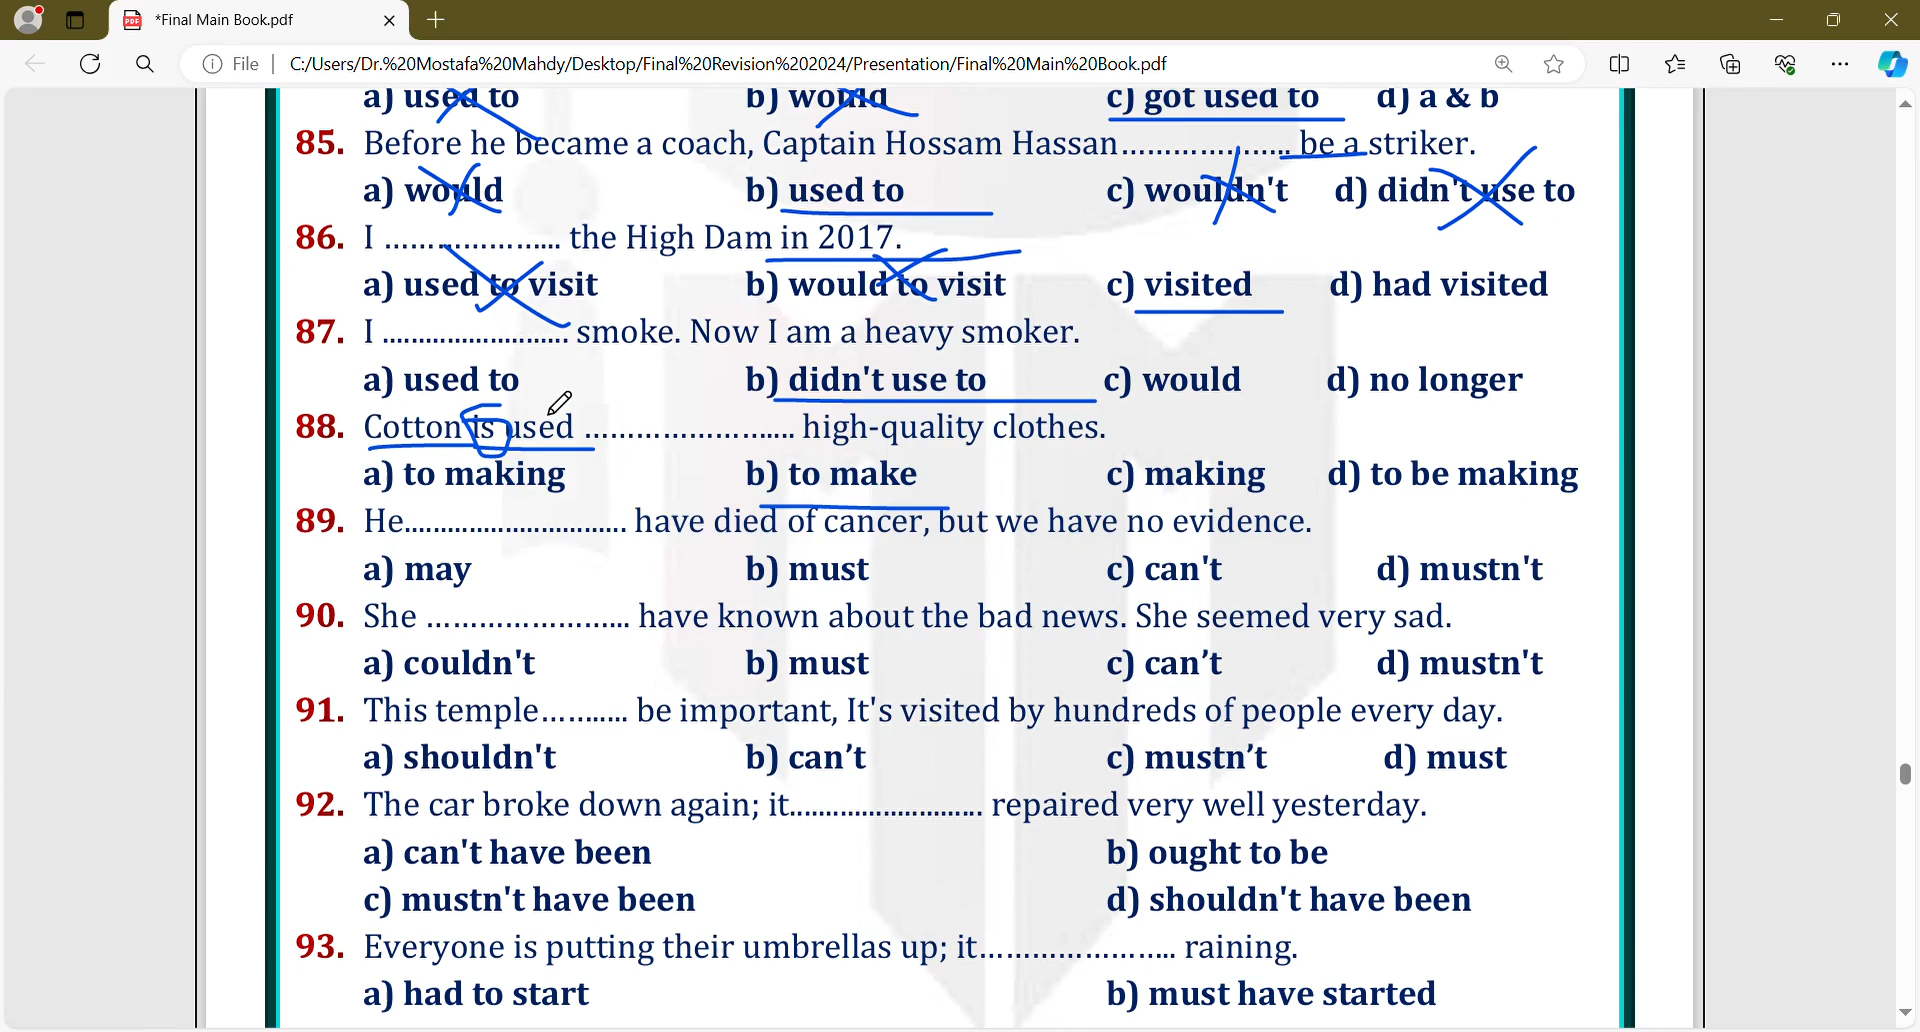 *Final Main Book.pdf
File | C:/Users/Dr.%20Mostafa%20Mahdy/Desktop/Final%20Revision%202024/Presentation/Final%20Main%20Book.pdf
a) used to b) would c) got used to d) a & b
85. Before he became a coach, Captain Hossam Hassan..................... be a striker.
a) would b) used to c) wouldn't d) didn't use to
86. I ..................... the High Dam in 2017.
a) used to visit b) would to visit c) visited d) had visited
87. I .......................... smoke. Now I am a heavy smoker.
a) used to b) didn't use to c) would d) no longer
88. Cotton is used ......................... high-quality clothes.
a) to making b) to make c) making d) to be making
89. He.............................. have died of cancer, but we have no evidence.
a) may b) must c) can't d) mustn't
90. She ........................ have known about the bad news. She seemed very sad.
a) couldn't b) must c) can’t d) mustn't
91. This temple........... be important, It's visited by hundreds of people every day.
a) shouldn't b) can’t c) mustn’t d) must
92. The car broke down again; it.......................... repaired very well yesterday.
a) can't have been b) ought to be
c) mustn't have been d) shouldn't have been
93. Everyone is putting their umbrellas up; it....................... raining.
a) had to start b) must have started